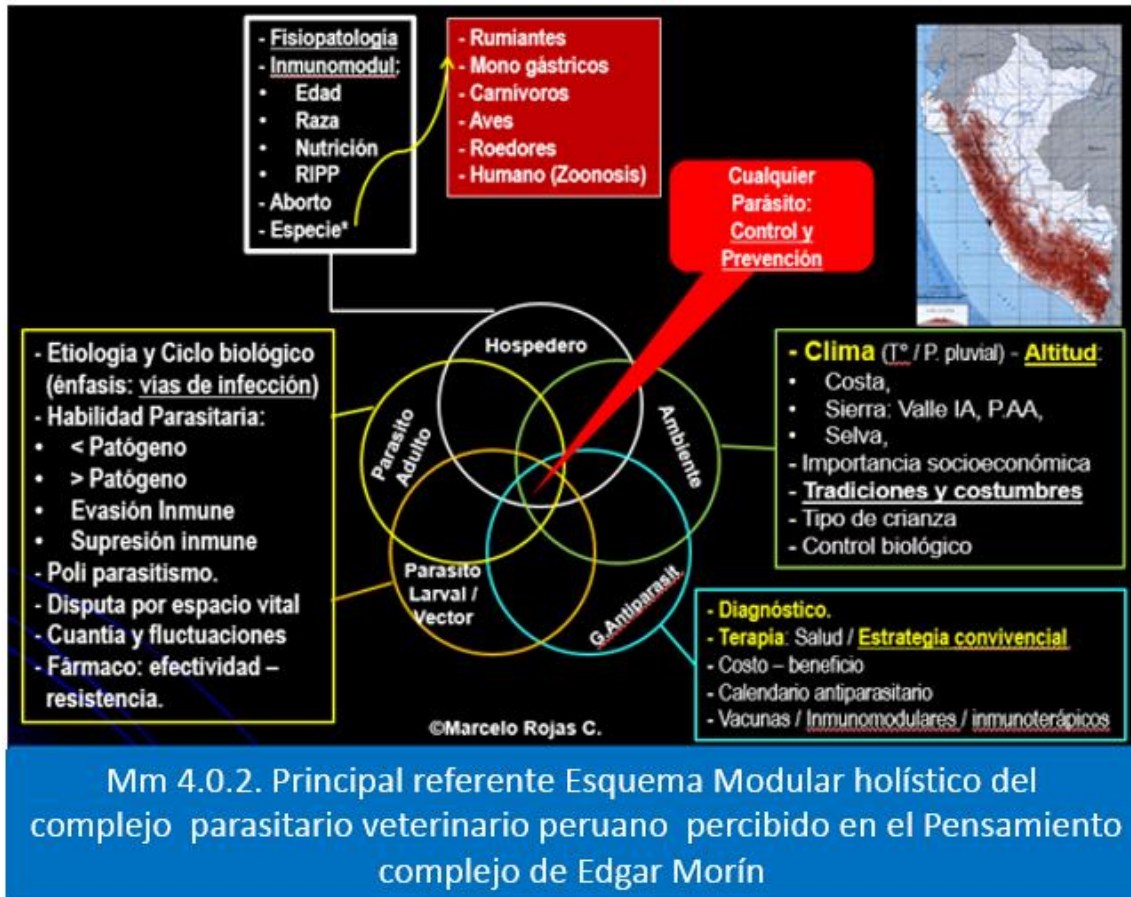 - Fisiopatología
- Inmunomodul:
• Edad
• Raza
• Nutrición
• RIPP
- Aborto
- Especie*
- Rumiantes
- Mono gástricos
- Carnívoros
- Aves
- Roedores
- Humano (Zoonosis)
Cualquier
Parásito:
Control y
Prevención
- Etiología y Ciclo biológico
(énfasis: vías de infección)
- Habilidad Parasitaria:
• < Patógeno
• > Patógeno
• Evasión Inmune
• Supresión inmune
- Poli parasitismo.
- Disputa por espacio vital
- Cuantía y fluctuaciones
- Fármaco: efectividad –
resistencia.
Hospedero
Parasito
Adulto
Ambiente
Parasito
Larval /
Vector
G.Antiparasit
- Clima (T° / P. pluvial) - Altitud:
• Costa,
• Sierra: Valle IA, P.AA,
• Selva,
- Importancia socioeconómica
- Tradiciones y costumbres
- Tipo de crianza
- Control biológico
- Diagnóstico.
- Terapia: Salud / Estrategia convivencial
- Costo – beneficio
- Calendario antiparasitario
- Vacunas / Inmunomodulares / inmunoterápicos
©Marcelo Rojas C.
Mm 4.0.2. Principal referente Esquema Modular holístico del
complejo parasitario veterinario peruano percibido en el Pensamiento
complejo de Edgar Morín